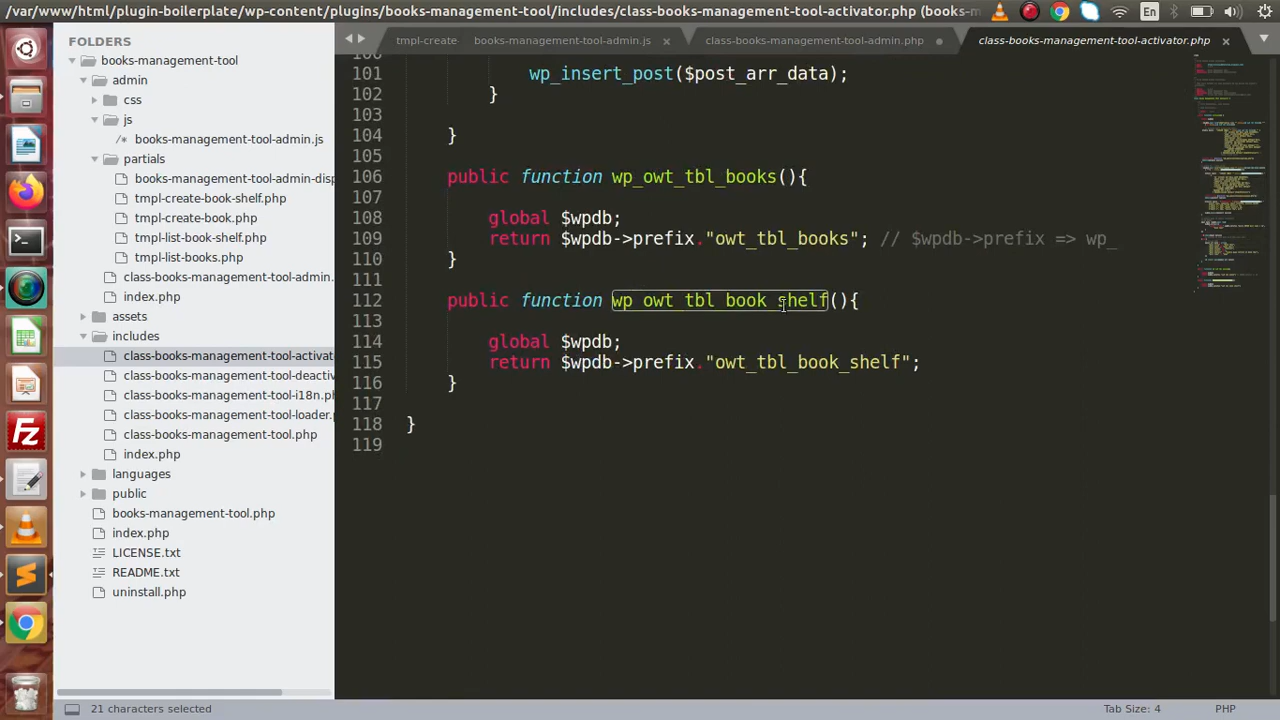 /var/www/html/plugin-boilerplate/wp-content/plugins/books-management-tool/includes/class-books-management-tool-activator.php (books-m
En
FOLDERS
tmpl-create-
books-management-tool-admin.js
class-books-management-tool-admin.php
class-books-management-tool-activator.php
books-management-tool
admin
css
js
books-management-tool-admin.js
partials
books-management-tool-admin-disp
tmpl-create-book-shelf.php
tmpl-create-book.php
tmpl-list-book-shelf.php
tmpl-list-books.php
class-books-management-tool-admin.
index.php
assets
includes
class-books-management-tool-activat
class-books-management-tool-deactiv
class-books-management-tool-i18n.ph
class-books-management-tool-loader.p
class-books-management-tool.php
index.php
languages
public
books-management-tool.php
index.php
LICENSE.txt
README.txt
uninstall.php
100
101 wp_insert_post($post_arr_data);
102 }
103
104 }
105
106 public function wp_owt_tbl_books(){
107
108 global $wpdb;
109 return $wpdb->prefix."owt_tbl_books"; // $wpdb->prefix => wp_
110 }
111
112 public function wp_owt_tbl_book_shelf(){
113
114 global $wpdb;
115 return $wpdb->prefix."owt_tbl_book_shelf";
116 }
117
118 }
119
21 characters selected
Tab Size: 4
PHP